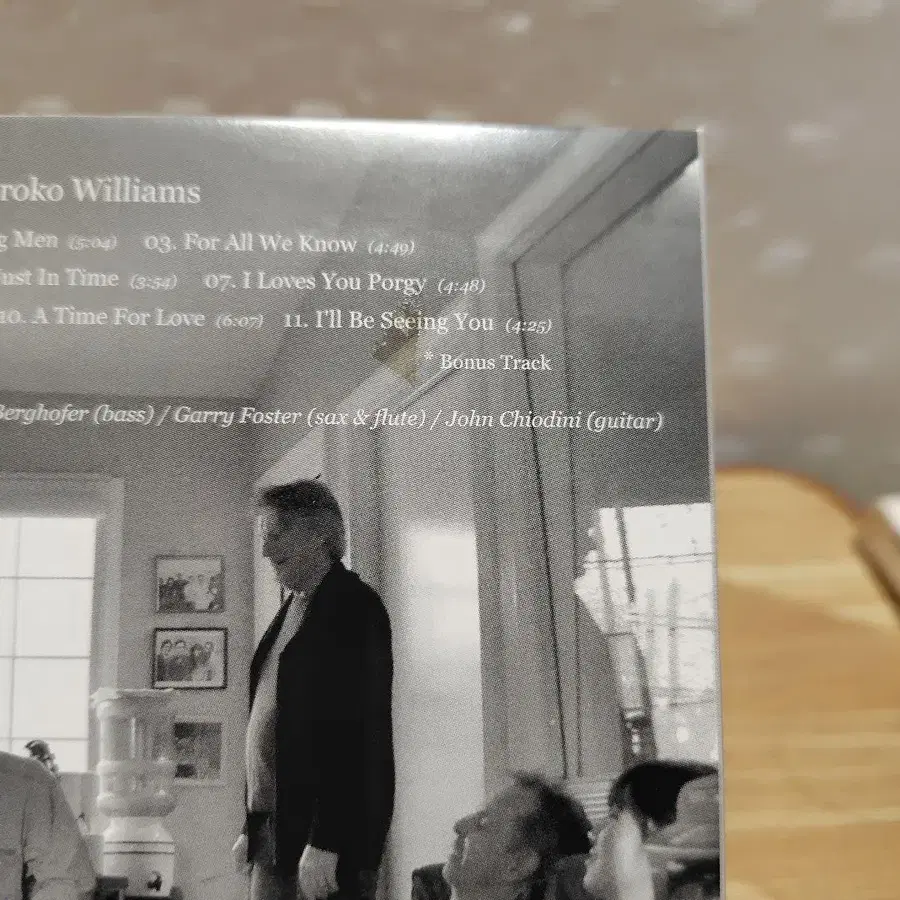 roko Williams
g Men (5:04) 03. For All We Know (4:49)
Just In Time (3:54) 07. I Loves You Porgy (4:48)
10. A Time For Love (6:07) 11. I'll Be Seeing You (4:25)
* Bonus Track
Berghofer (bass) / Garry Foster (sax & flute) / John Chiodini (guitar)